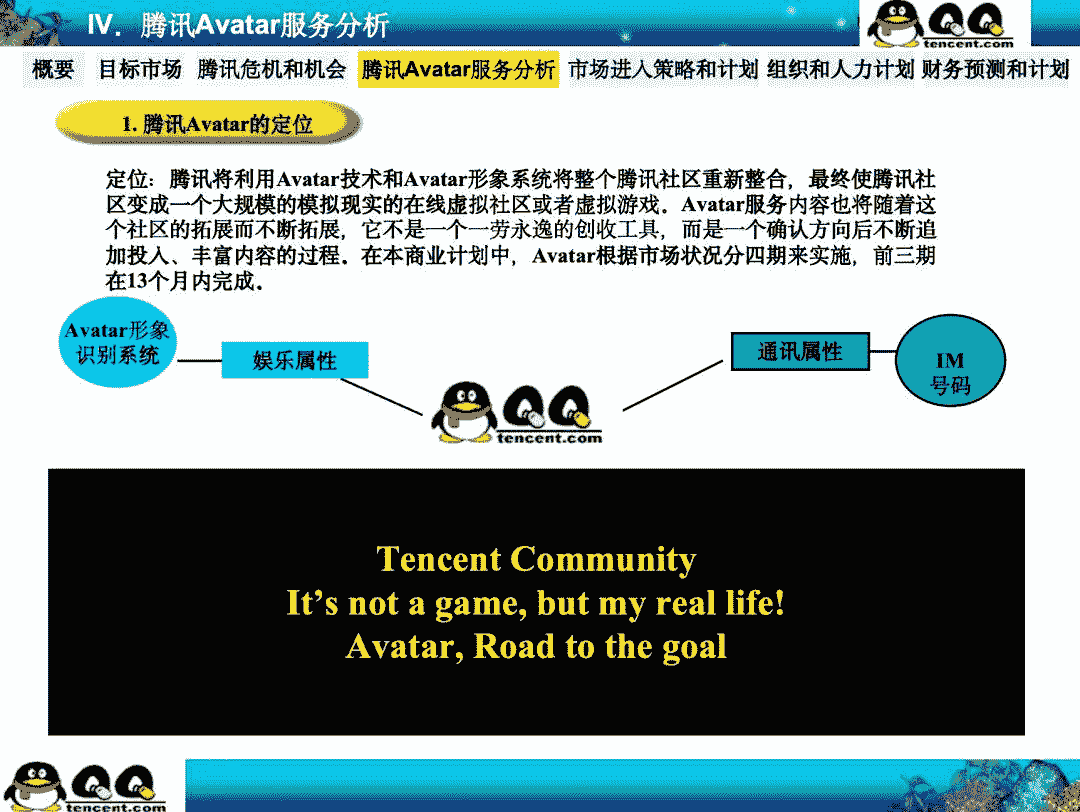 IV．腾讯Avatar服务分析
QQ
tencent.com
概要 目标市场 腾讯危机和机会 腾讯Avatar服务分析 市场进入策略和计划 组织和人力计划 财务预测和计划
1. 腾讯Avatar的定位
定位：腾讯将利用Avatar技术和Avatar形象系统将整个腾讯社区重新整合，最终使腾讯社
区变成一个大规模的模拟现实的在线虚拟社区或者虚拟游戏．Avatar服务内容也将随着这
个社区的拓展而不断拓展，它不是一个一劳永逸的创收工具，而是一个确认方向后不断追
加投入、丰富内容的过程．在本商业计划中，Avatar根据市场状况分四期来实施，前三期
在13个月内完成．
Avatar形象
识别系统
娱乐属性
通讯属性
IM
号码
QQ
tencent.com
Tencent Community
It’s not a game, but my real life!
Avatar, Road to the goal
QQ
tencent.com